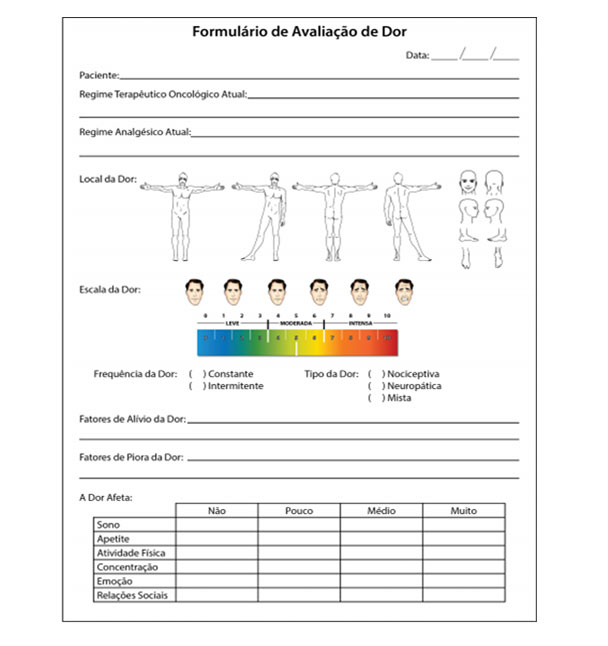 Formulário de Avaliação de Dor
Data: _____/_____/_____
Paciente:
Regime Terapêutico Oncológico Atual:
Regime Analgésico Atual:
Local da Dor:
Escala da Dor:
0 1 2 3 4 5 6 7 8 9 10
LEVE MODERADA INTENSA
Frequência da Dor: ( ) Constante Tipo da Dor: ( ) Nociceptiva
( ) Intermitente ( ) Neuropática
( ) Mista
Fatores de Alívio da Dor:
Fatores de Piora da Dor:
A Dor Afeta:
Não Pouco Médio Muito
Sono
Apetite
Atividade Física
Concentração
Emoção
Relações Sociais